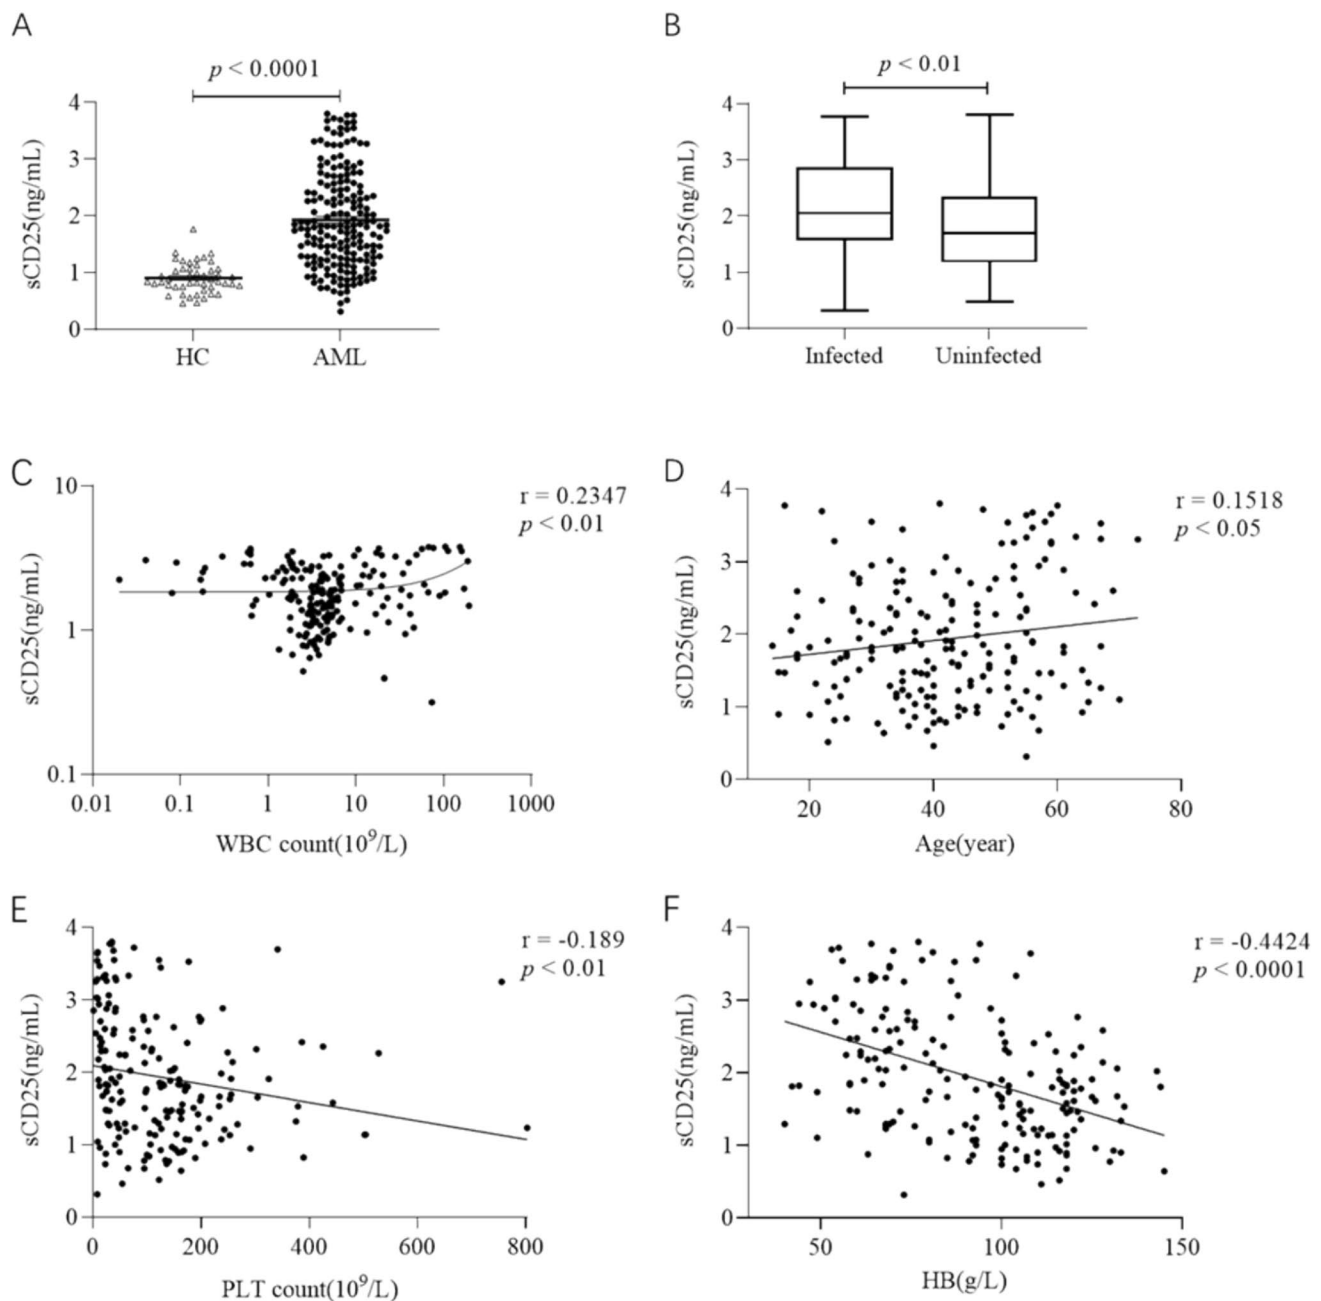 A
p < 0.0001
sCD25(ng/mL)
4
3
2
1
0
HC AML
B
p < 0.01
sCD25(ng/mL)
4
3
2
1
0
Infected Uninfected
C
r = 0.2347
p < 0.01
sCD25(ng/mL)
10
1
0.1
0.01 0.1 1 10 100 1000
WBC count(10⁹/L)
D
r = 0.1518
p < 0.05
sCD25(ng/mL)
4
3
2
1
0
20 40 60 80
Age(year)
E
r = -0.189
p < 0.01
sCD25(ng/mL)
4
3
2
1
0
0 200 400 600 800
PLT count(10⁹/L)
F
r = -0.4424
p < 0.0001
sCD25(ng/mL)
4
3
2
1
0
50 100 150
HB(g/L)